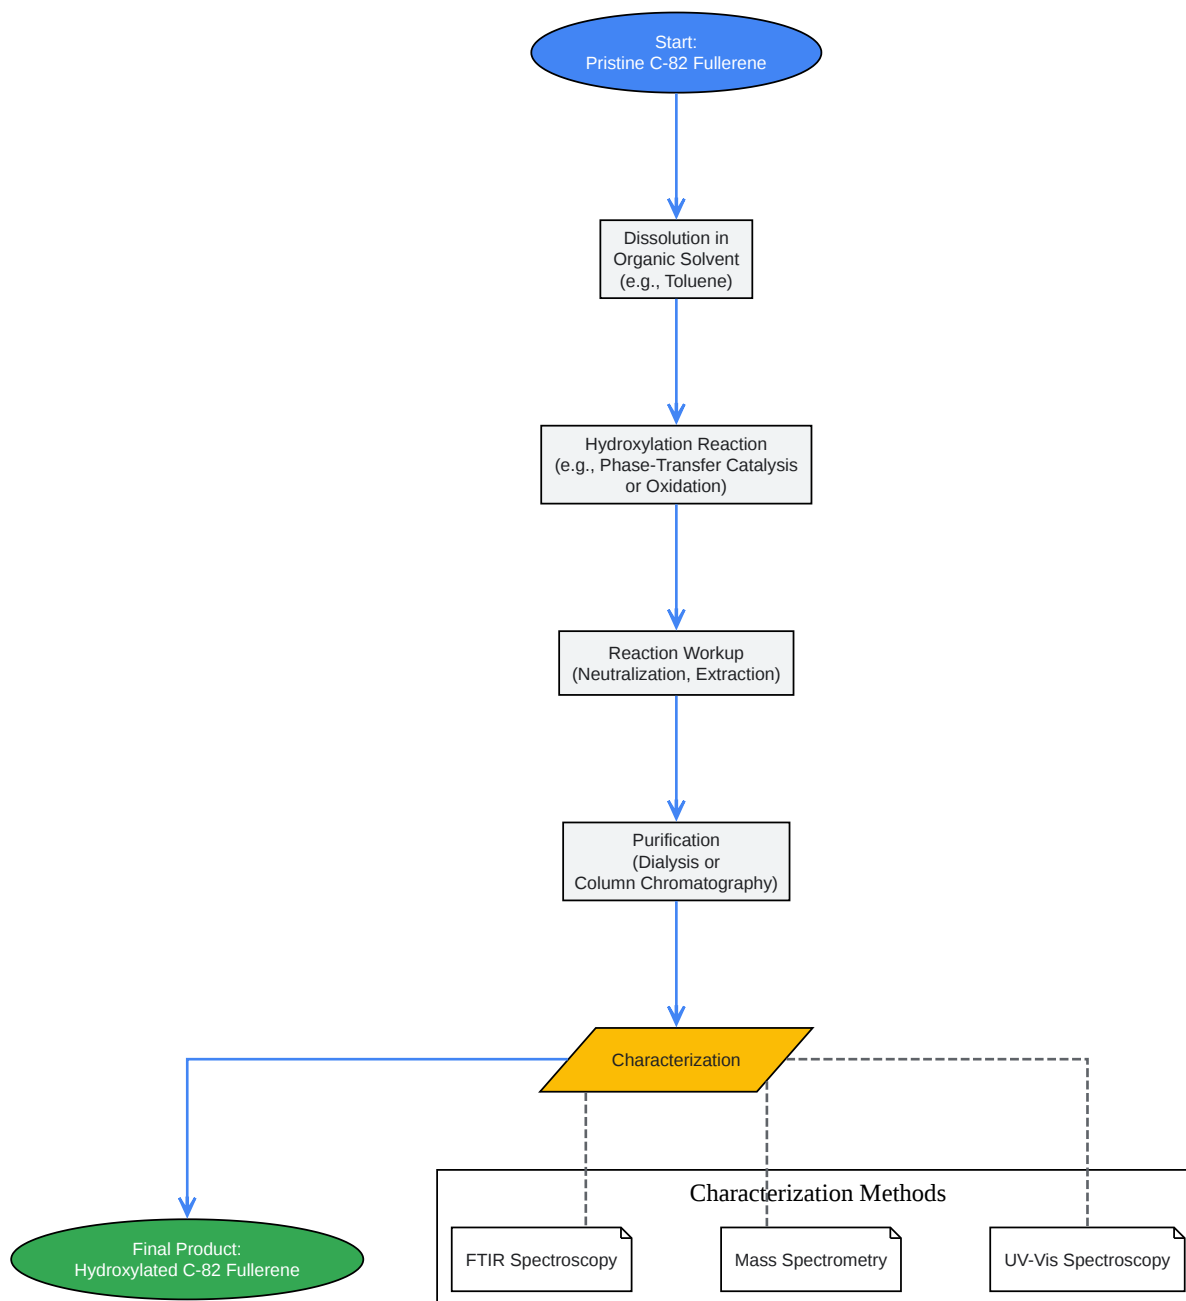 Start:
Pristine C-82 Fullerene
Dissolution in
Organic Solvent
(e.g., Toluene)
Hydroxylation Reaction
(e.g., Phase-Transfer Catalysis
or Oxidation)
Reaction Workup
(Neutralization, Extraction)
Purification
(Dialysis or
Column Chromatography)
Characterization
Characterization Methods
Final Product:
Hydroxylated C-82 Fullerene
FTIR Spectroscopy
Mass Spectrometry
UV-Vis Spectroscopy